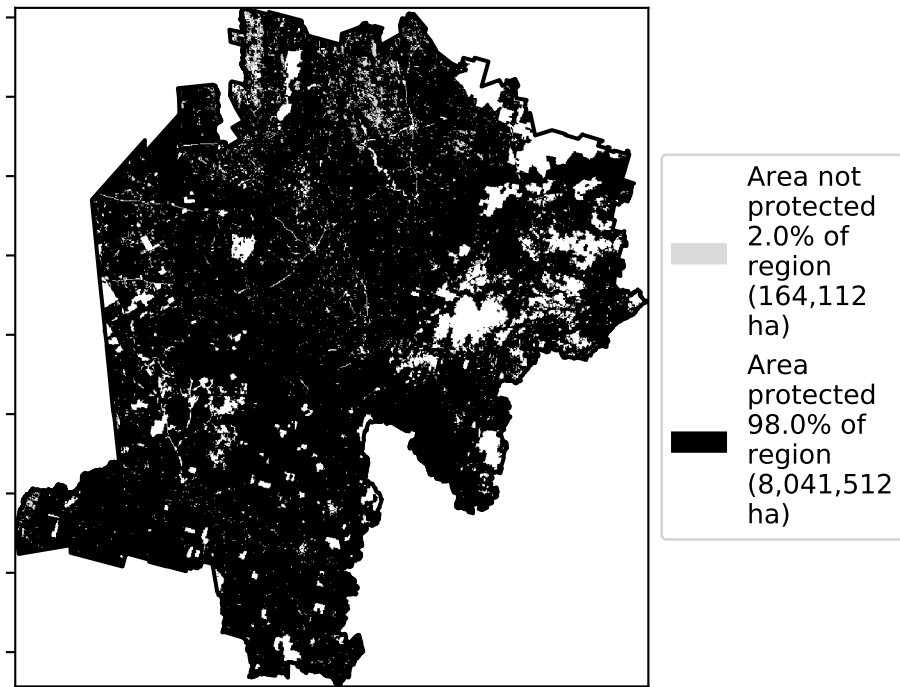 Area not
protected
2.0% of
region
(164,112
ha)
Area
protected
98.0% of
region
(8,041,512
ha)